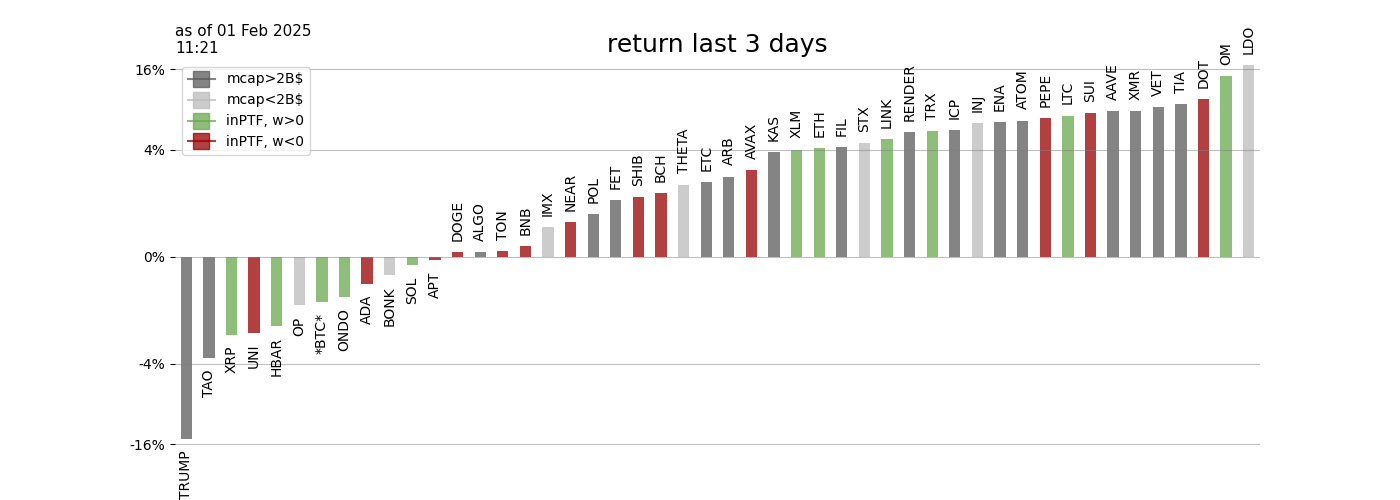 as of 01 Feb 2025
11:21
return last 3 days
mcap>2B$
mcap<2B$
inPTF, w>0
inPTF, w<0
16%
4%
0%
-4%
-16%
TRUMP
TAO
XRP
UNI
HBAR
OP
*BTC*
ONDO
ADA
BONK
SOL
APT
DOGE
ALGO
TON
BNB
IMX
NEAR
POL
FET
SHIB
BCH
THETA
ETC
ARB
AVAX
KAS
XLM
ETH
FIL
STX
LINK
RENDER
TRX
ICP
INJ
ENA
ATOM
PEPE
LTC
SUI
AAVE
XMR
VET
TIA
DOT
OM
LDO